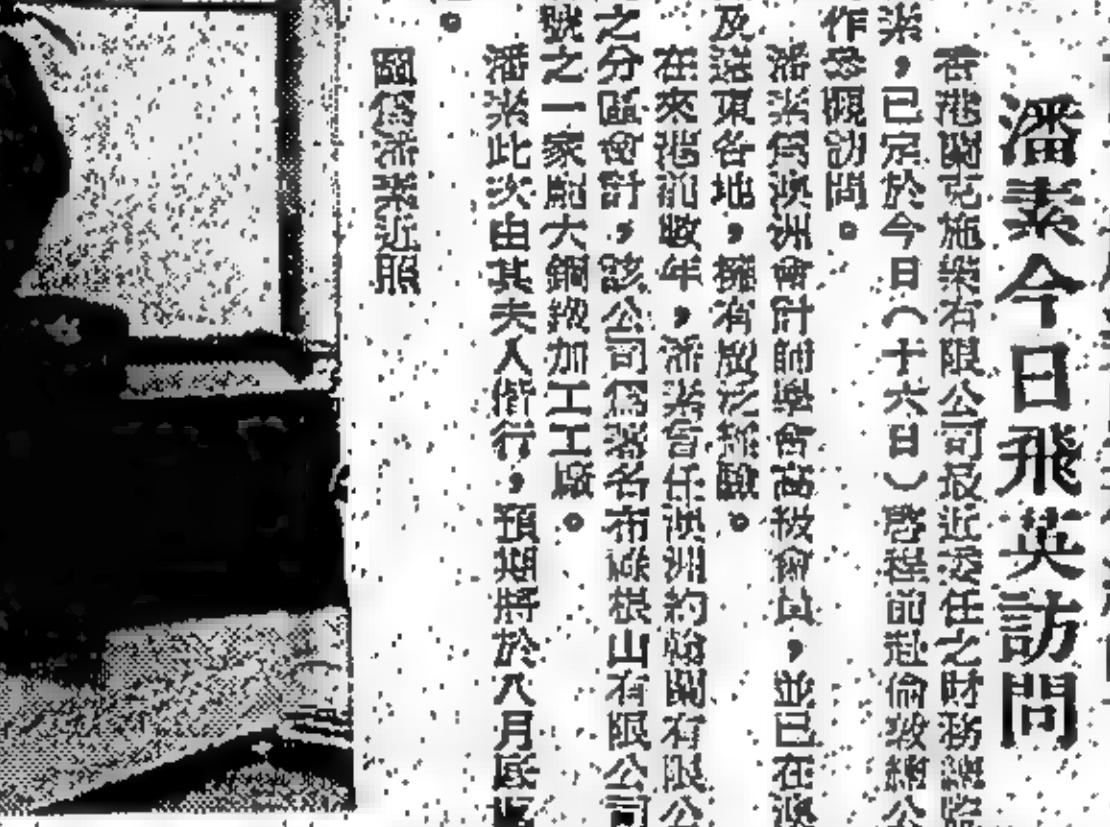 潘素今日飛英訪問
香港蘭克施樂有限公司最近委任之財務總監
素，已定於今日（十六日）啓程前赴倫敦總公
作參觀訪問。
潘素爲澳洲會計師學會高級會員，並已在澳
及遠東各地，擁有廣泛經驗。
在來港前數年，潘素曾任澳洲約翰 有限公
之分區會計，該公司爲著名布 根山有限公司
號之一家龐大鋼鐵加工工廠。
潘素此次由其夫人偕行，預期將於八月底
。
圖爲潘素近照